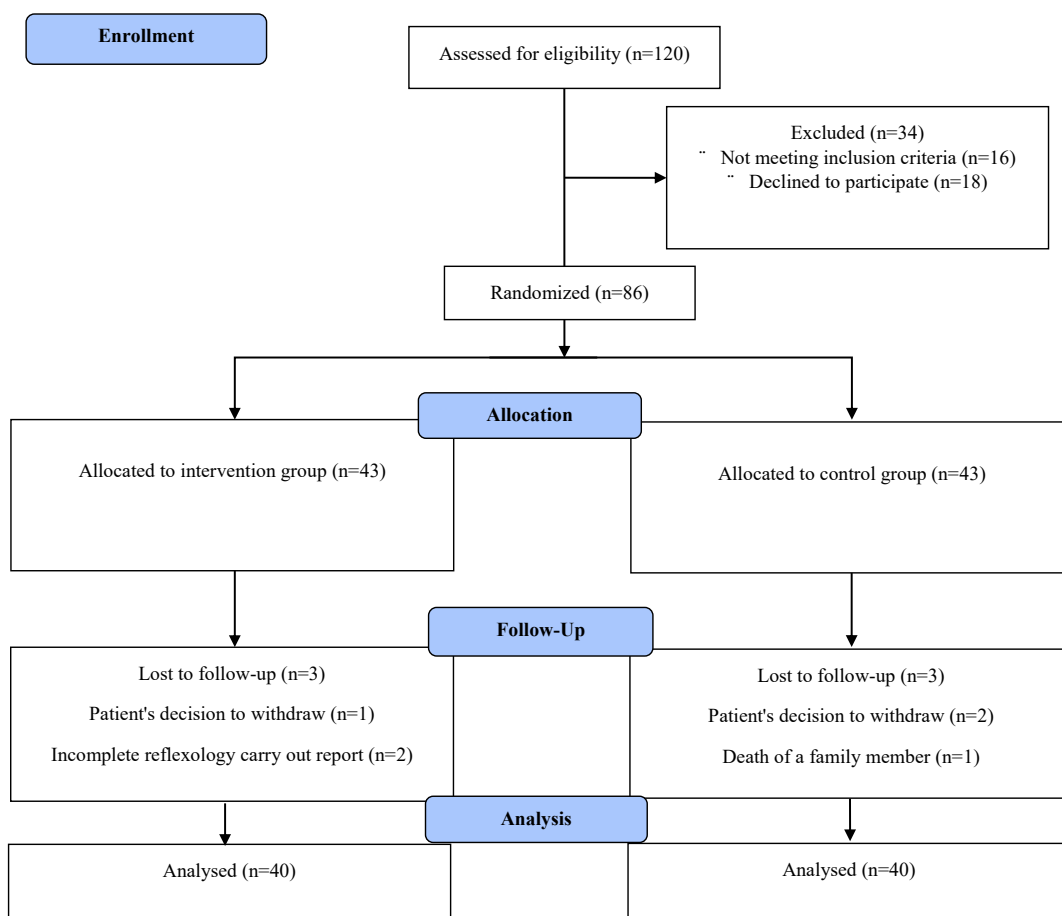 Enrollment
Assessed for eligibility (n=120)
Excluded (n=34)
¨ Not meeting inclusion criteria (n=16)
¨ Declined to participate (n=18)
Randomized (n=86)
Allocation
Allocated to intervention group (n=43)
Allocated to control group (n=43)
Follow-Up
Lost to follow-up (n=3)
Patient's decision to withdraw (n=1)
Incomplete reflexology carry out report (n=2)
Lost to follow-up (n=3)
Patient's decision to withdraw (n=2)
Death of a family member (n=1)
Analysis
Analysed (n=40)
Analysed (n=40)